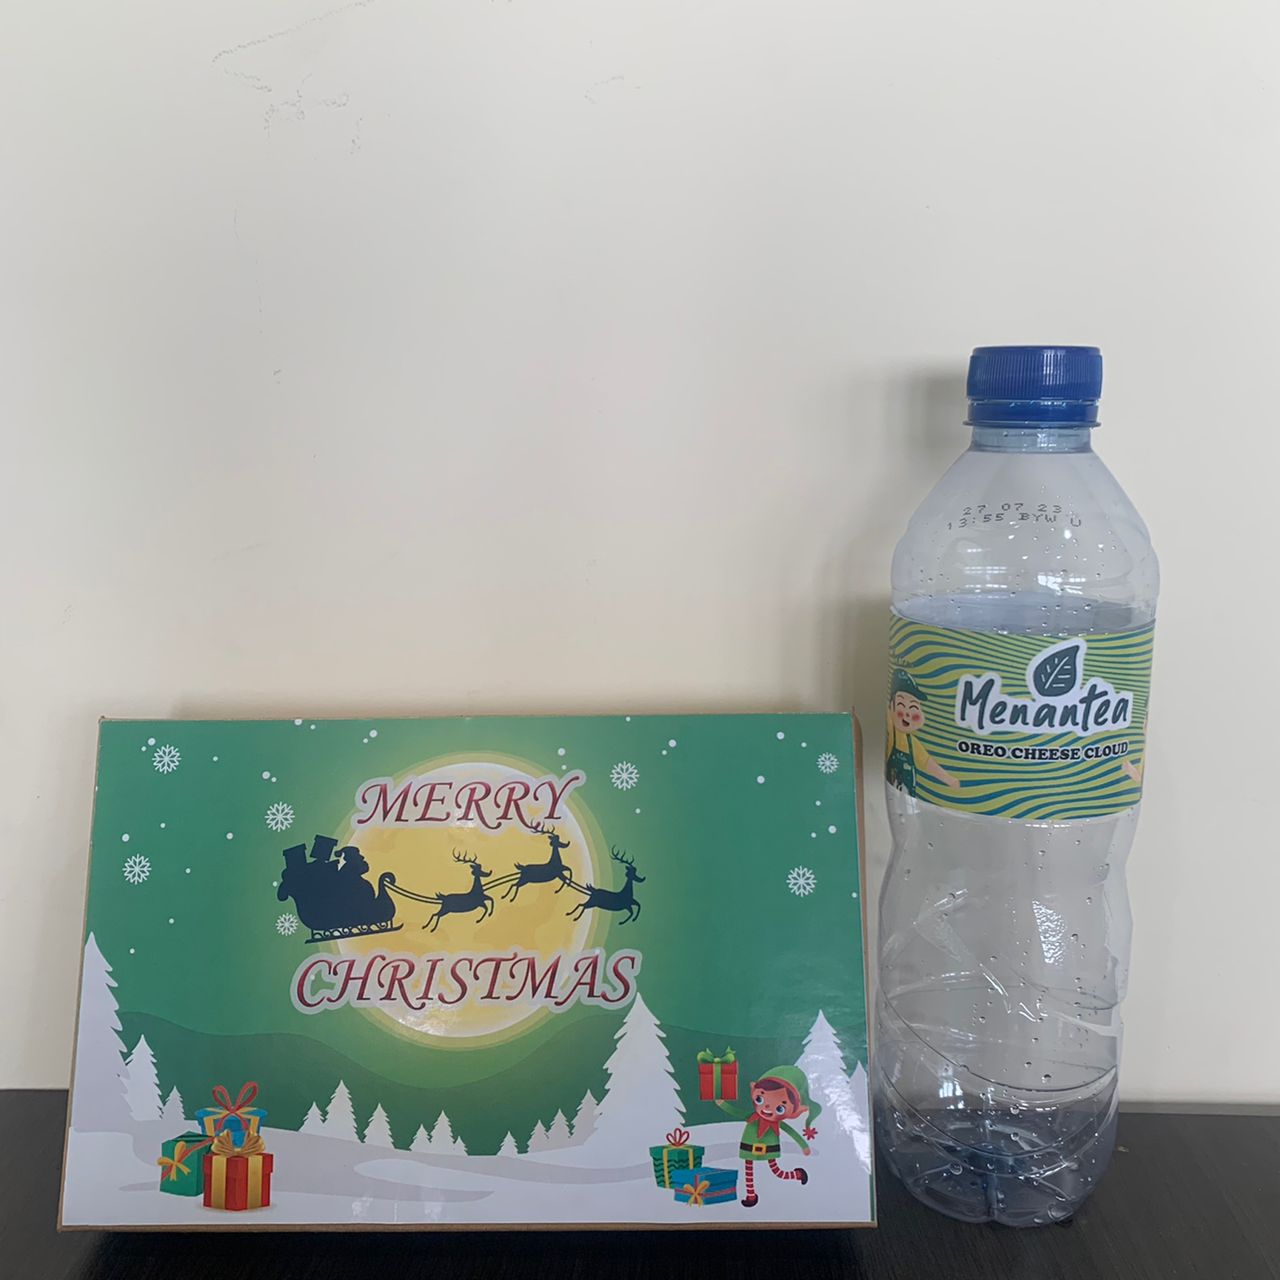 MERRY
CHRISTMAS
27 07 23
13:55 BYW U
Menantea
OREO CHEESE CLOUD